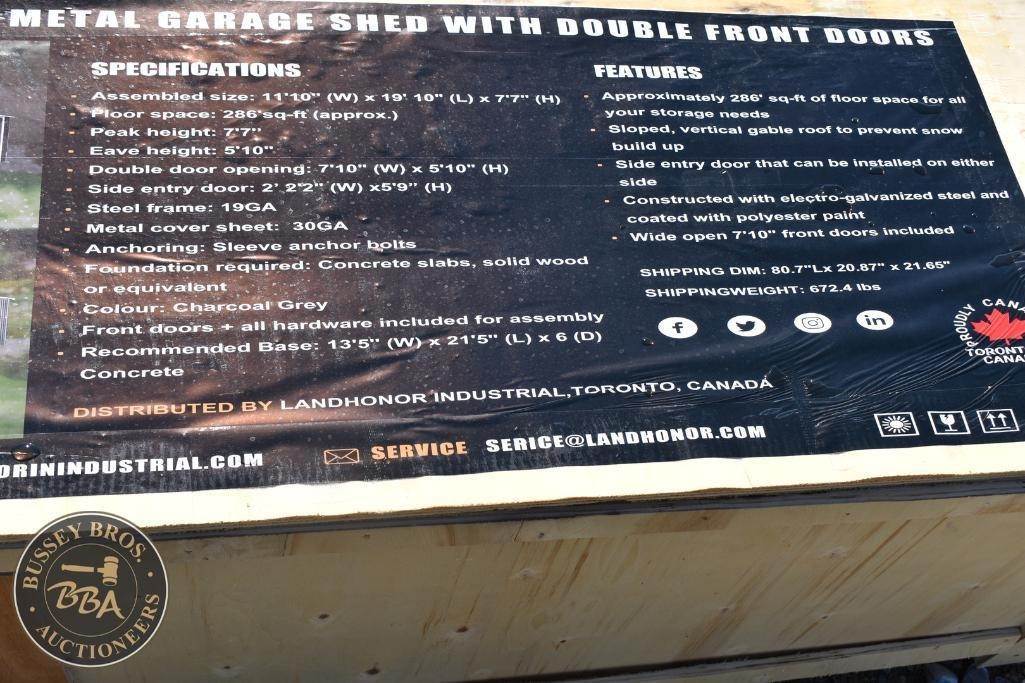 METAL GARAGE SHED WITH DOUBLE FRONT DOORS
SPECIFICATIONS
Assembled size: 11'10" (W) x 19' 10" (L) x 7'7" (H)
Floor space: 286'sq-ft (approx.)
Peak height: 7'7"
Eave height: 5'10"
Double door opening: 7'10" (W) x 5'10" (H)
Side entry door: 2' 2'2" (W) x5'9" (H)
Steel frame: 19GA
Metal cover sheet: 30GA
Anchoring: Sleeve anchor bolts
Foundation required: Concrete slabs, solid wood
or equivalent
Colour: Charcoal Grey
Front doors + all hardware included for assembly
Recommended Base: 13'5" (W) x 21'5" (L) x 6 (D)
Concrete
FEATURES
Approximately 286' sq-ft of floor space for all
your storage needs
Sloped, vertical gable roof to prevent snow
build up
Side entry door that can be installed on either
side
Constructed with electro-galvanized steel and
coated with polyester paint
Wide open 7'10" front doors included
SHIPPING DIM: 80.7"Lx 20.87" x 21.65"
SHIPPINGWEIGHT: 672.4 lbs
PROUDLY CANA
TORONT
CANA
DISTRIBUTED BY LANDHONOR INDUSTRIAL,TORONTO, CANADA
ORININDUSTRIAL.COM SERVICE SERICE@LANDHONOR.COM
BUSSEY BROS.
BBA
AUCTIONEERS